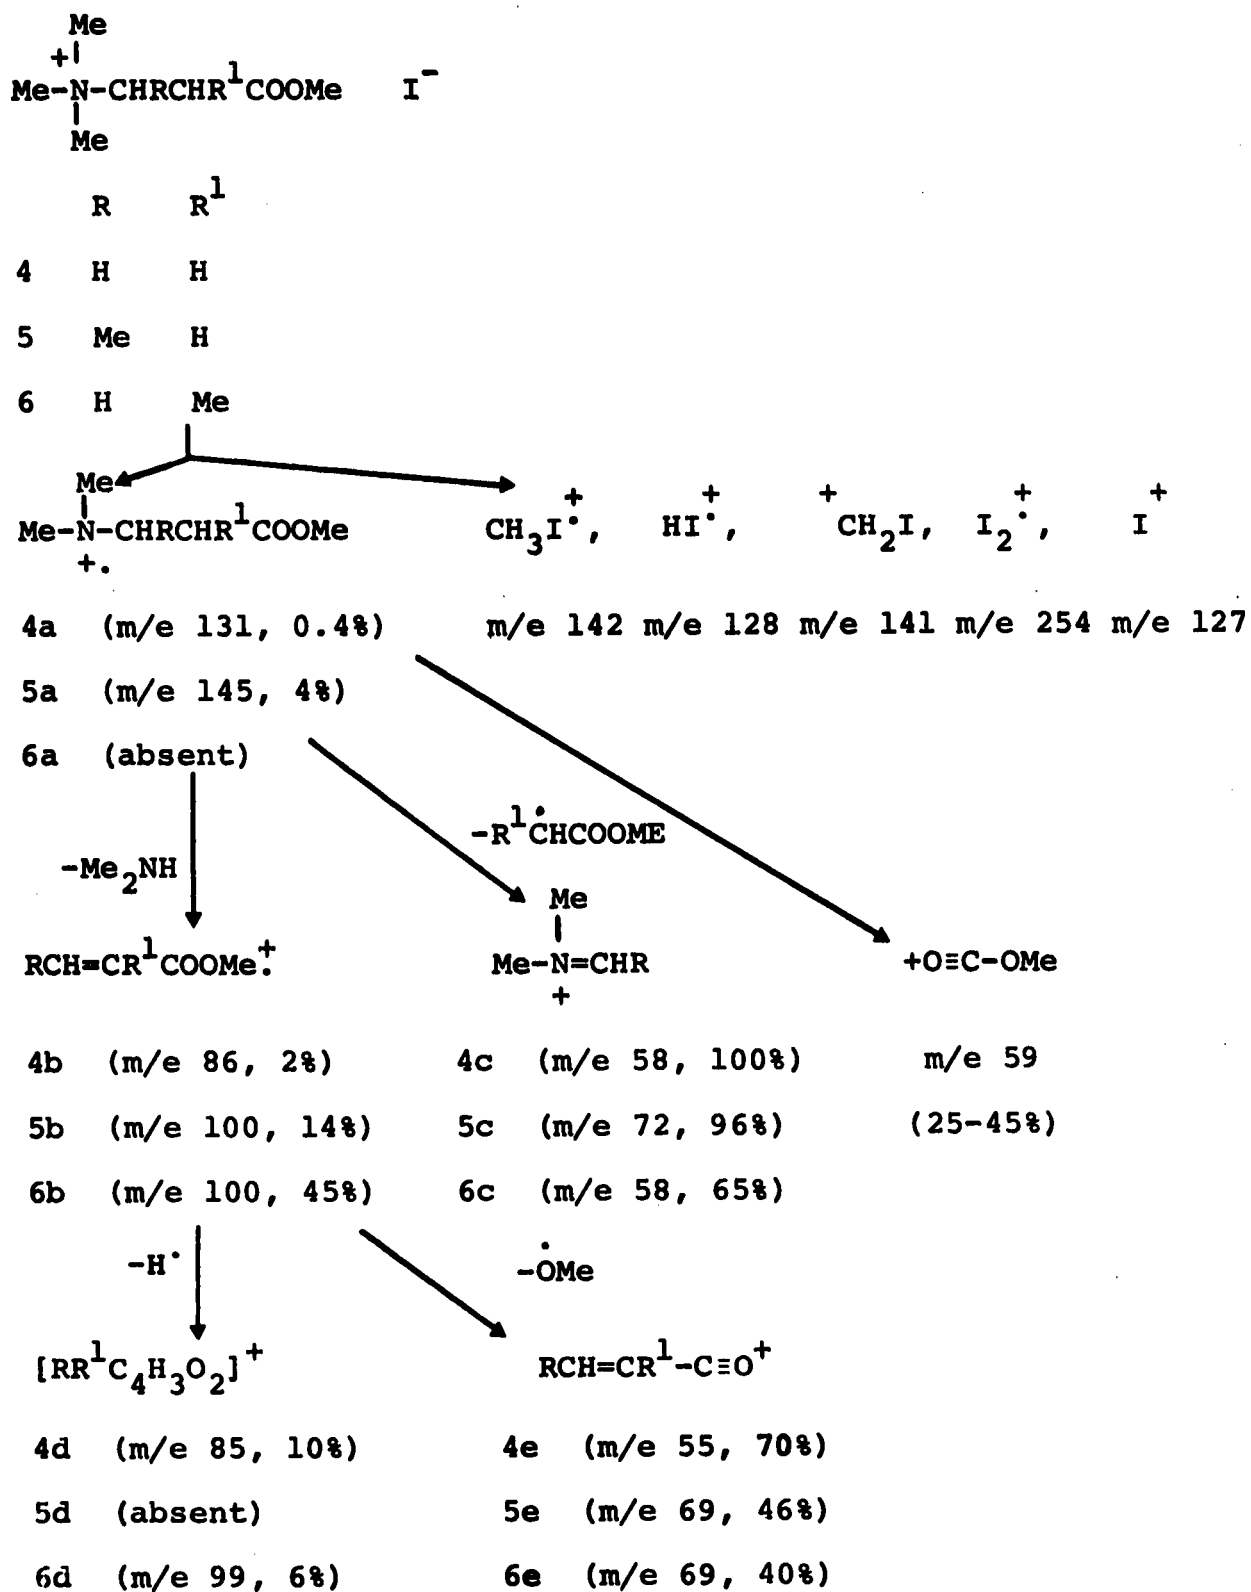 Me
+
Me-N-CHRCHR¹COOMe I⁻
Me
R R¹
4 H H
5 Me H
6 H Me
Me
Me-N-CHRCHR¹COOMe CH₃I⁺˙, HI⁺˙, ⁺CH₂I, I₂⁺˙, I⁺
+.
4a (m/e 131, 0.4%) m/e 142 m/e 128 m/e 141 m/e 254 m/e 127
5a (m/e 145, 4%)
6a (absent)
-R¹ĊHCOOME
-Me₂NH
Me
RCH=CR¹COOMe⁺. Me-N=CHR +O≡C-OMe
+
4b (m/e 86, 2%) 4c (m/e 58, 100%) m/e 59
5b (m/e 100, 14%) 5c (m/e 72, 96%) (25-45%)
6b (m/e 100, 45%) 6c (m/e 58, 65%)
-H˙ -ȮMe
[RR¹C₄H₃O₂]⁺ RCH=CR¹-C≡O⁺
4d (m/e 85, 10%) 4e (m/e 55, 70%)
5d (absent) 5e (m/e 69, 46%)
6d (m/e 99, 6%) 6e (m/e 69, 40%)